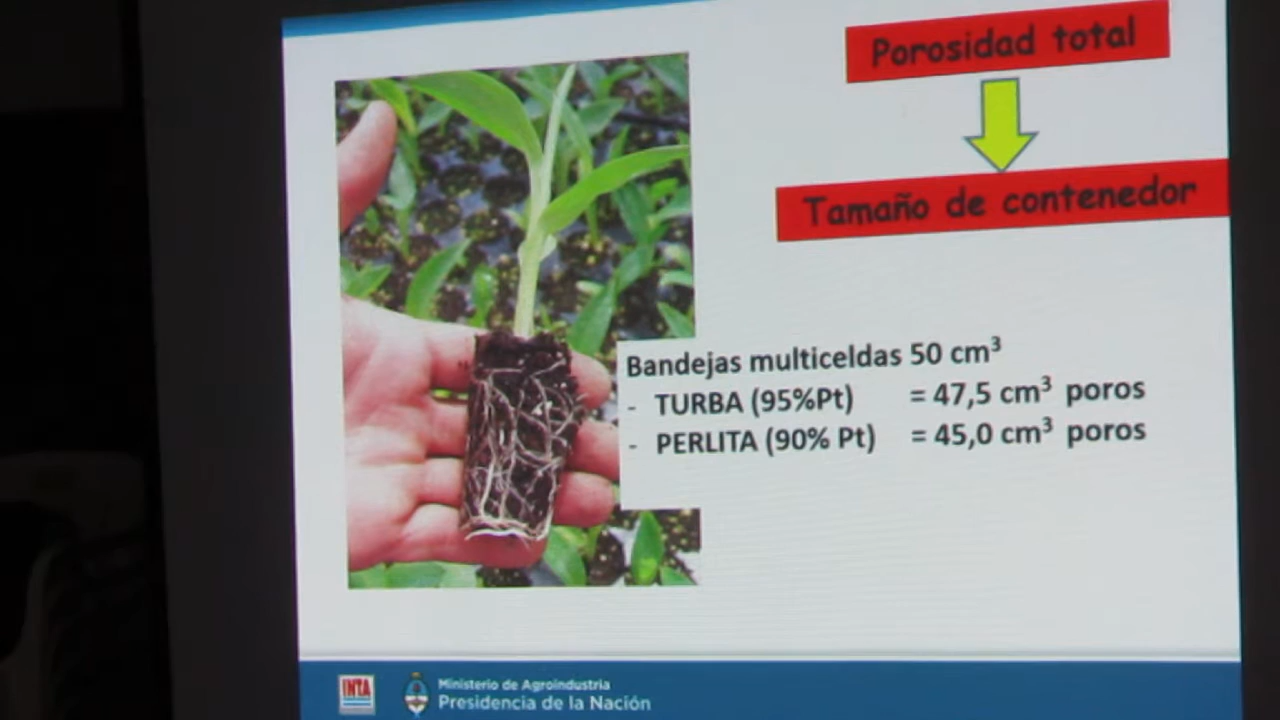 Porosidad total
Tamaño de contenedor
Bandejas multiceldas 50 cm³
- TURBA (95%Pt) = 47,5 cm³ poros
- PERLITA (90% Pt) = 45,0 cm³ poros
INTA
Ministerio de Agroindustria
Presidencia de la Nación